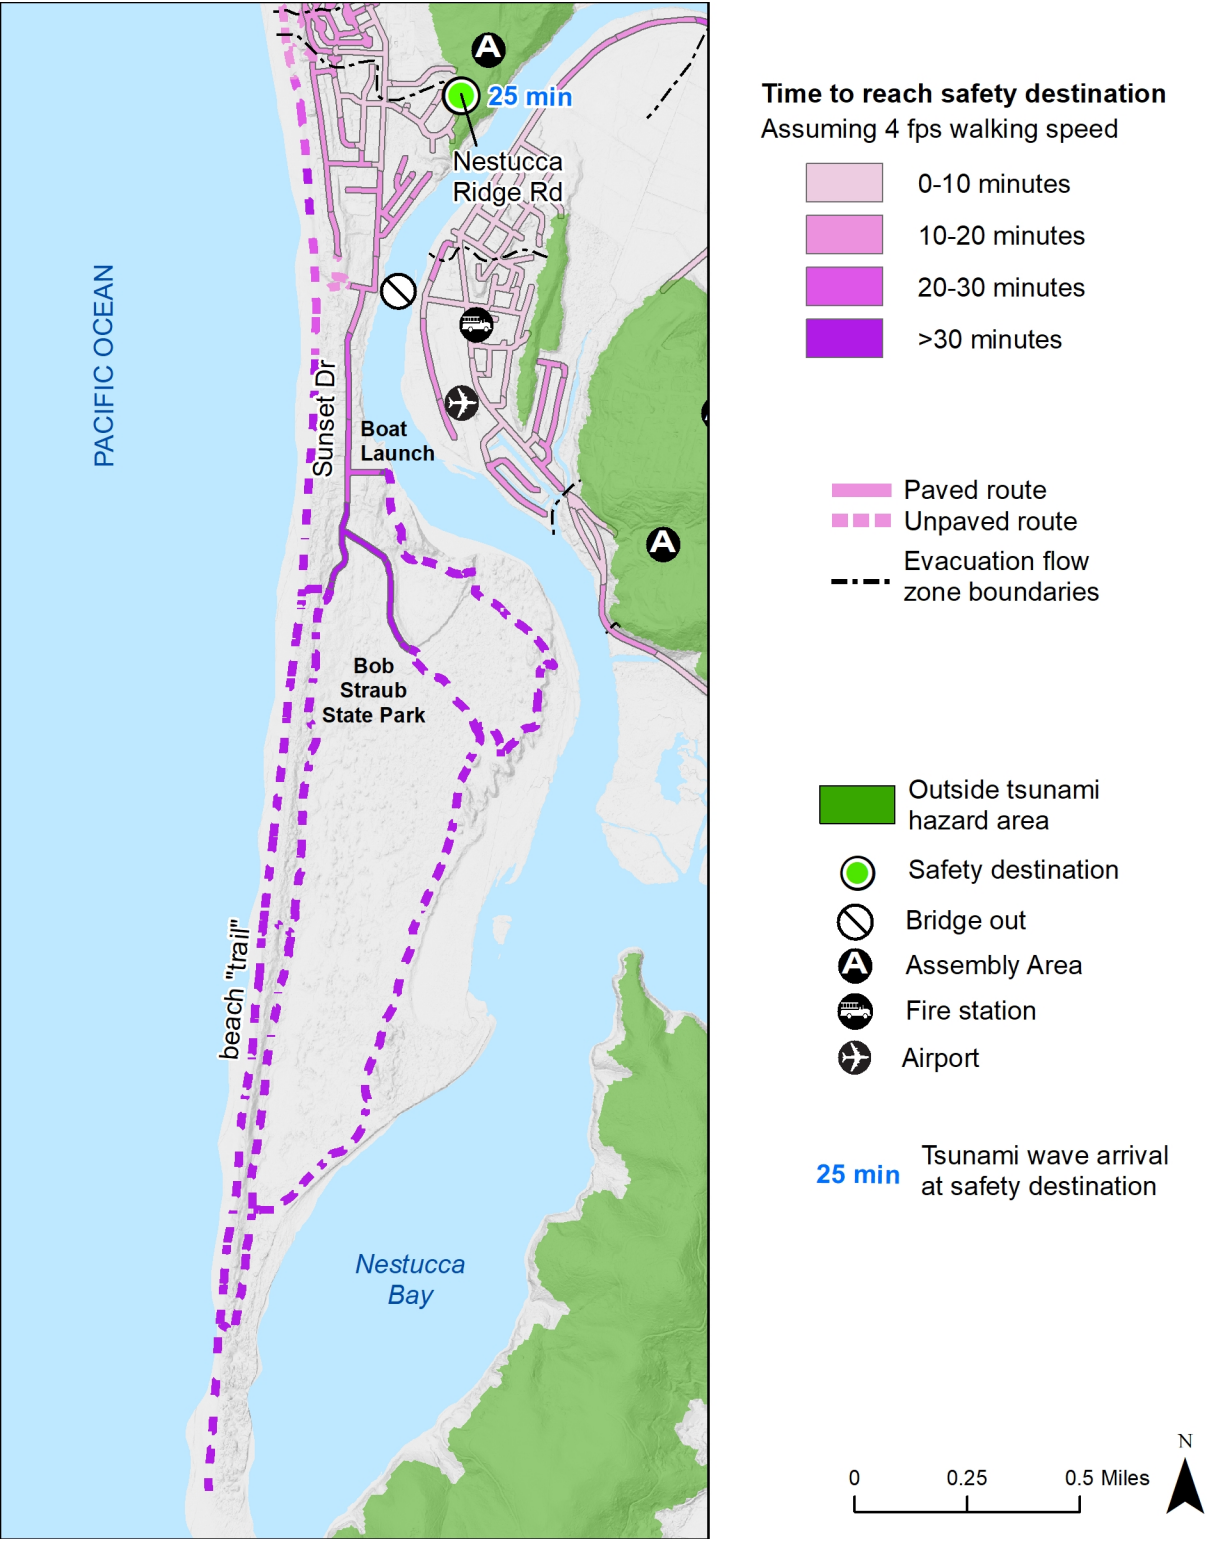 A
25 min
Nestucca
Ridge Rd
PACIFIC OCEAN
Sunset Dr
Boat
Launch
A
Bob
Straub
State Park
beach "trail"
Nestucca
Bay
Time to reach safety destination
Assuming 4 fps walking speed
0-10 minutes
10-20 minutes
20-30 minutes
>30 minutes
Paved route
Unpaved route
Evacuation flow
zone boundaries
Outside tsunami
hazard area
Safety destination
Bridge out
A Assembly Area
Fire station
Airport
25 min Tsunami wave arrival
at safety destination
N
0 0.25 0.5 Miles